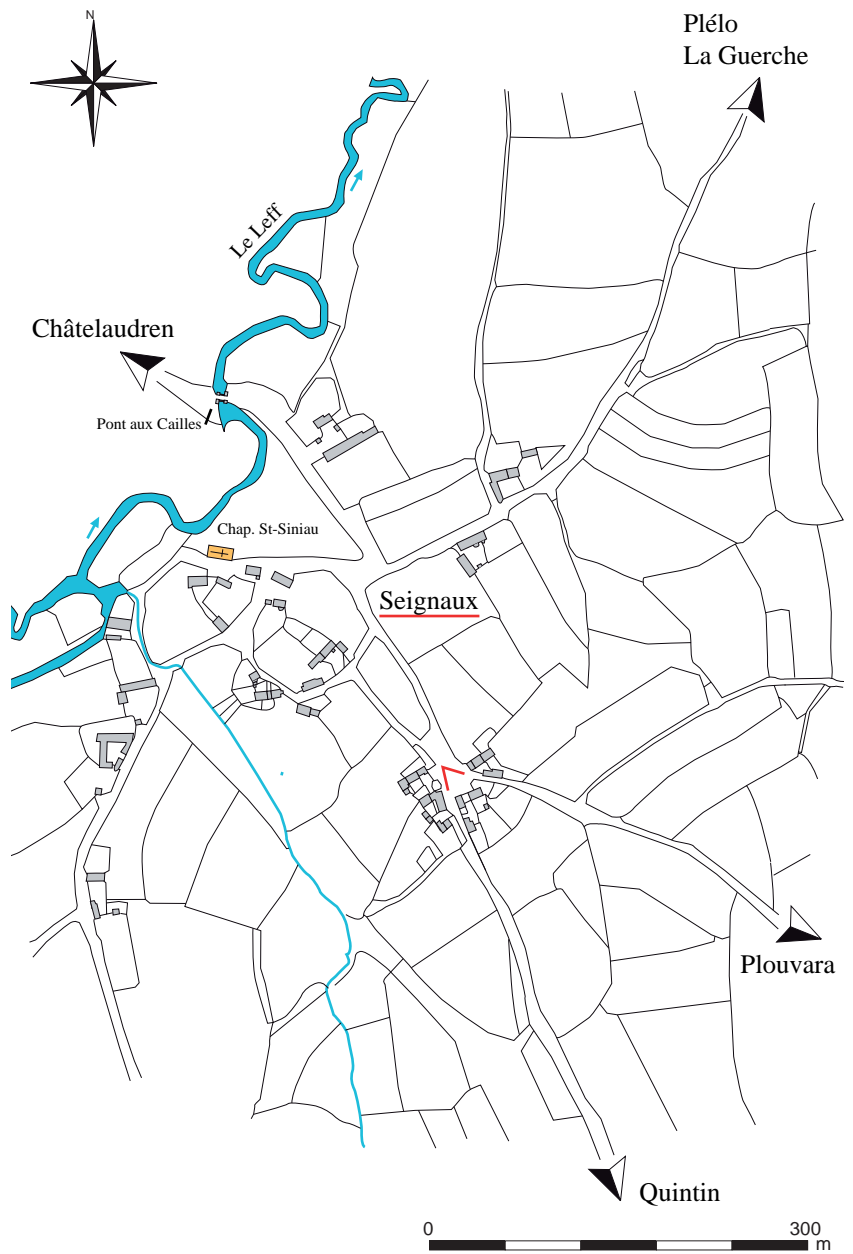 N
Plélo
La Guerche
Le Leff
Châtelaudren
Pont aux Cailles
Chap. St-Siniau
Seignaux
Plouvara
Quintin
0
300
m